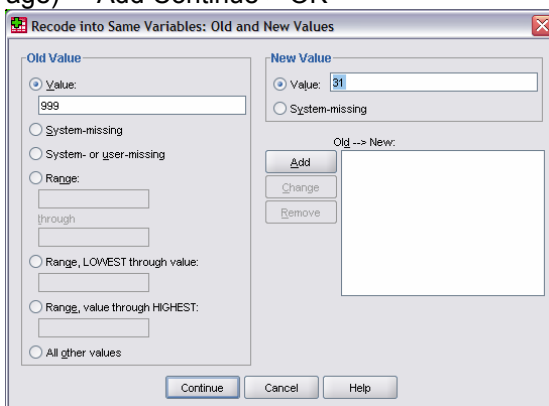 age) Add Continue OK
Recode into Same Variables: Old and New Values
Old Value
Value:
999
System-missing
System- or user-missing
Range:
through
Range, LOWEST through value:
Range, value through HIGHEST:
All other values
New Value
Value: 31
System-missing
Old --> New:
Add
Change
Remove
Continue Cancel Help